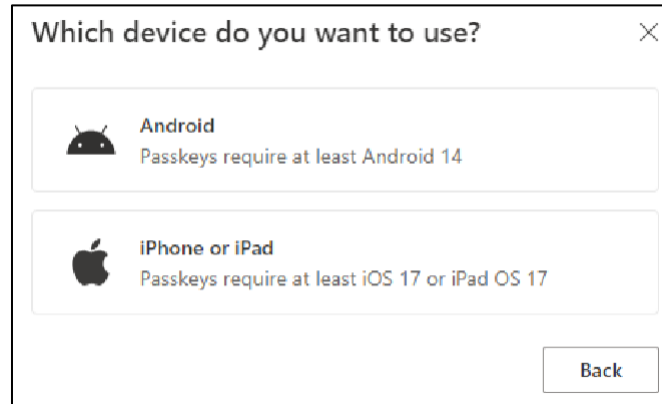 Which device do you want to use?
Android
Passkeys require at least Android 14
iPhone or iPad
Passkeys require at least iOS 17 or iPad OS 17
Back